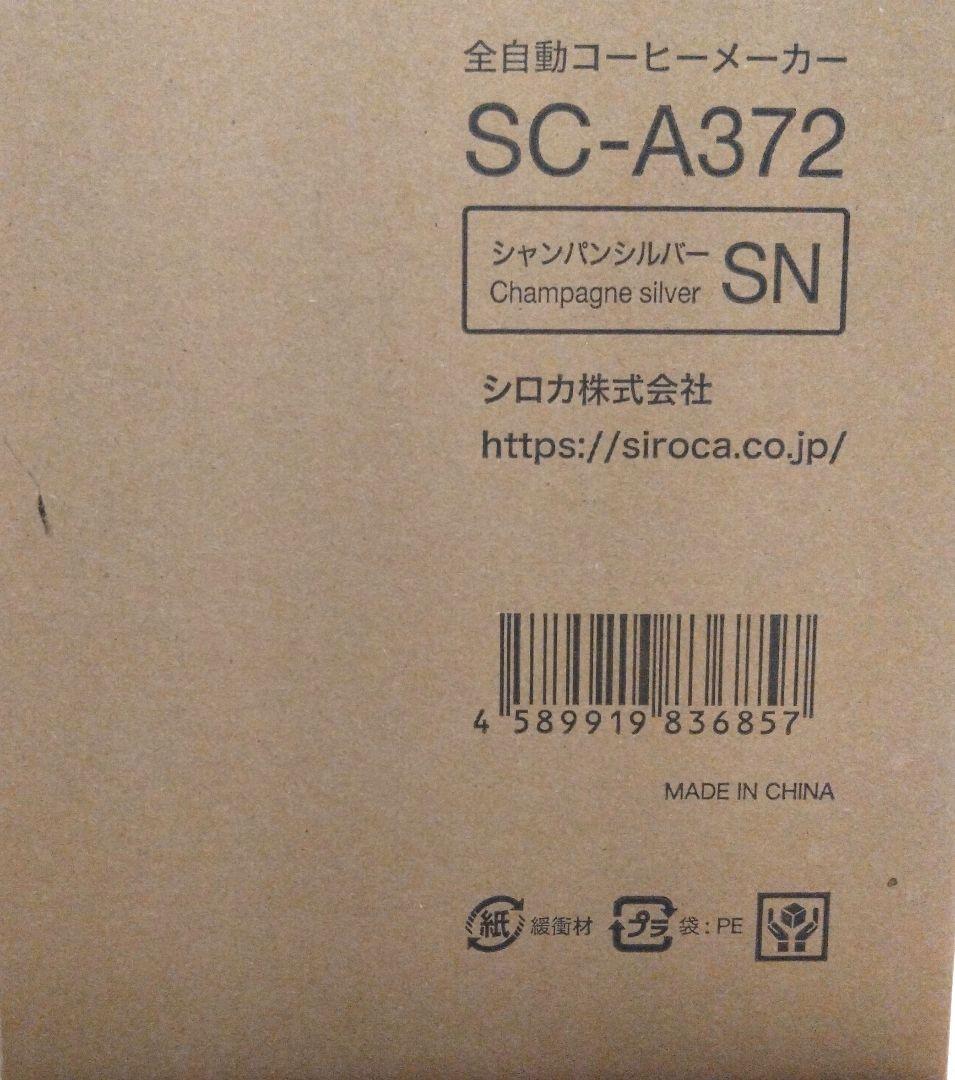 全自動コーヒーメーカー
SC-A372
シャンパンシルバー
Champagne silver
SN
シロカ株式会社
https://siroca.co.jp/
4 589919 836857
MADE IN CHINA
紙 緩衝材 プラ 袋:PE